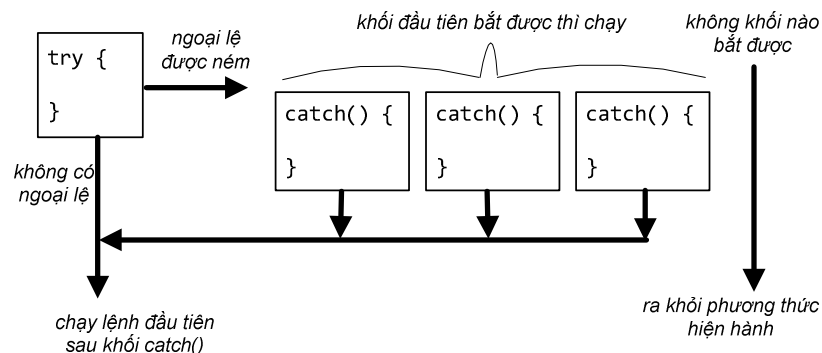 try {
}
ngoại lệ
được ném
khối đầu tiên bắt được thì chạy
catch() {
}
catch() {
}
catch() {
}
không khối nào
bắt được
không có
ngoại lệ
chạy lệnh đầu tiên
sau khối catch()
ra khỏi phương thức
hiện hành